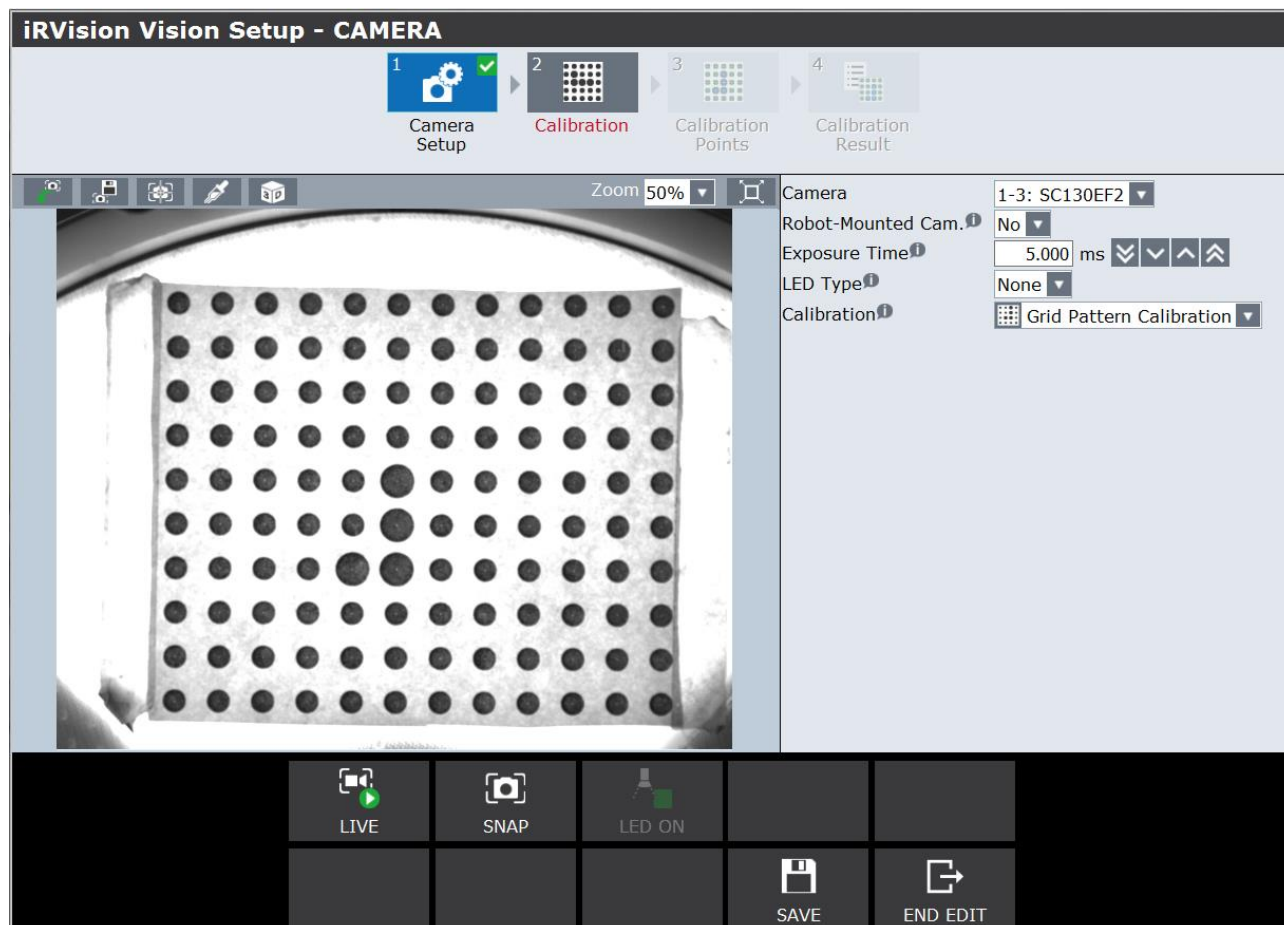 iRVision Vision Setup - CAMERA
1
2
3
4
Camera Setup
Calibration
Calibration Points
Calibration Result
3D
Zoom 50%
Camera 1-3: SC130EF2
Robot-Mounted Cam. No
Exposure Time 5.000 ms
LED Type None
Calibration Grid Pattern Calibration
LIVE
SNAP
LED ON
SAVE
END EDIT